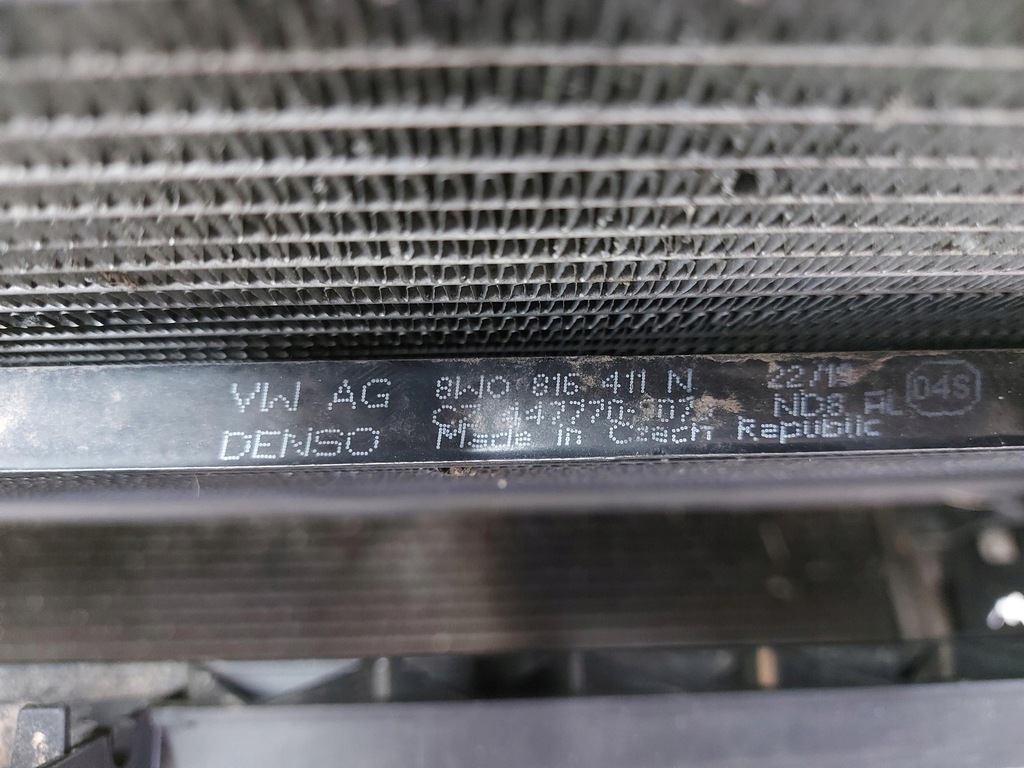 VW AG 8W0 816 411 N 22/19 04S
ND8 AL
DENSO Made in Czech Republic